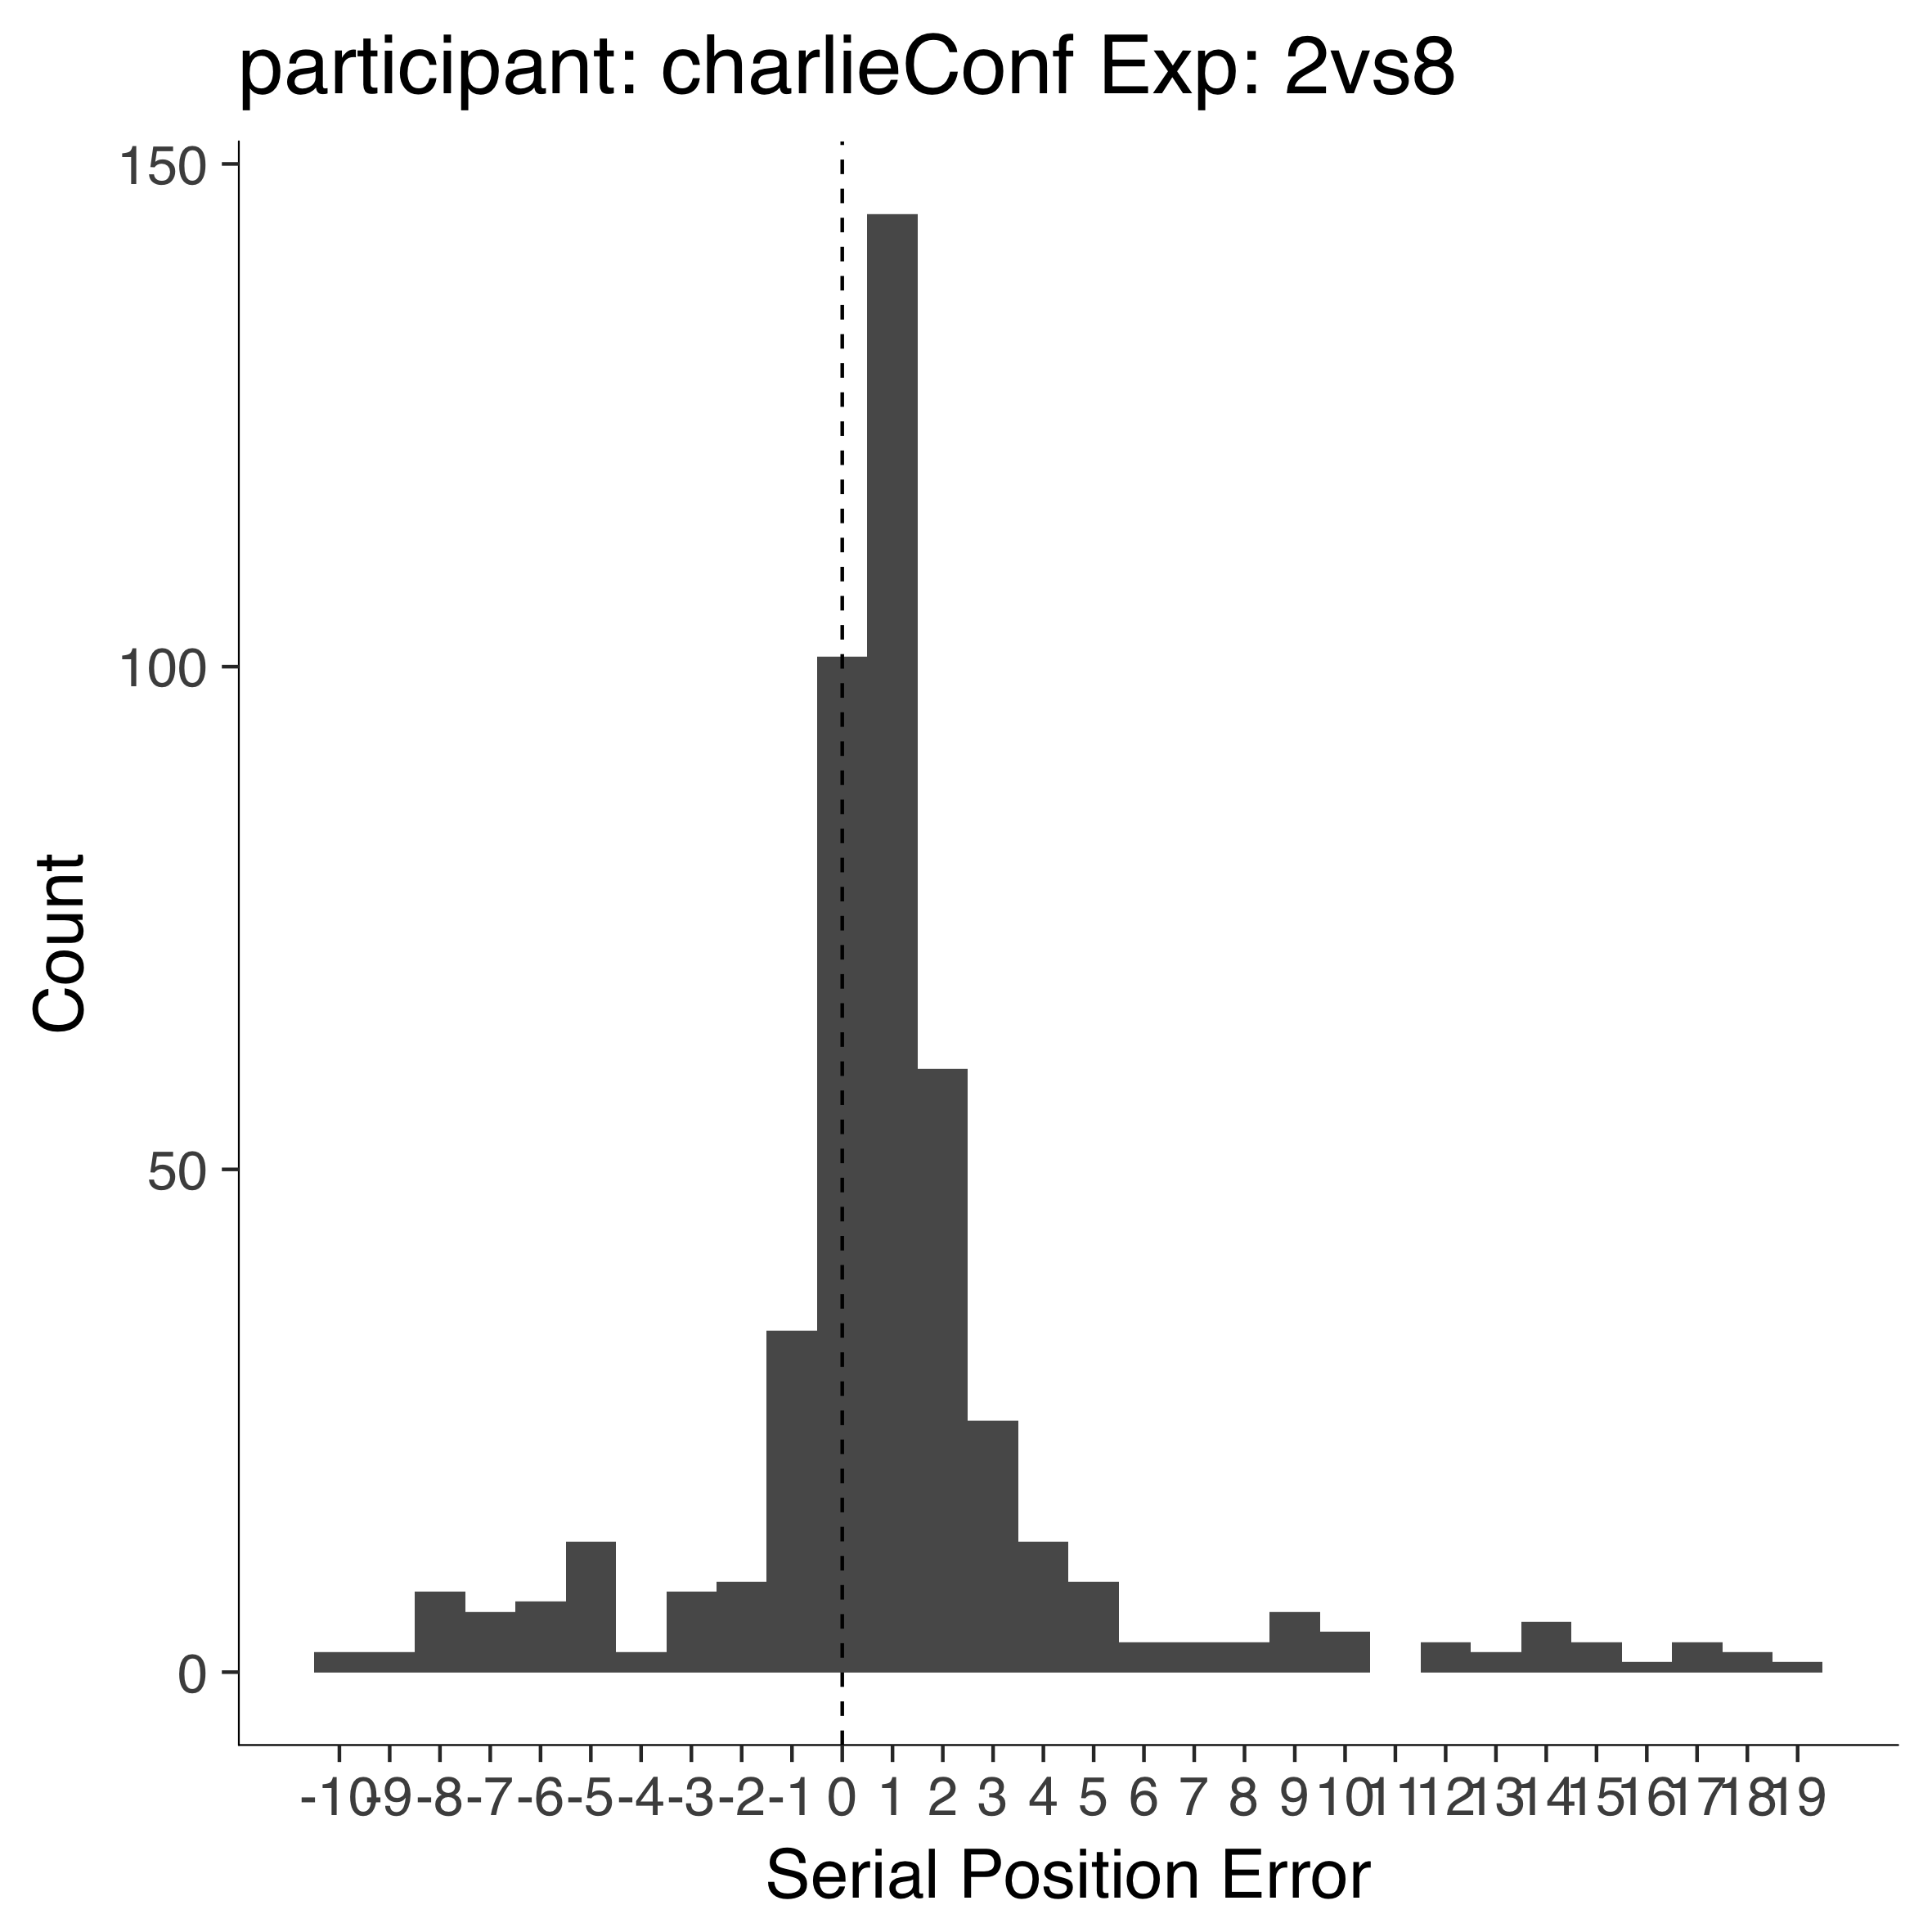 participant: charlieConf Exp: 2vs8
150
100
50
0
Count
-10 -9 -8 -7 -6 -5 -4 -3 -2 -1 0 1 2 3 4 5 6 7 8 9 10 11 12 13 14 15 16 17 18 19
Serial Position Error